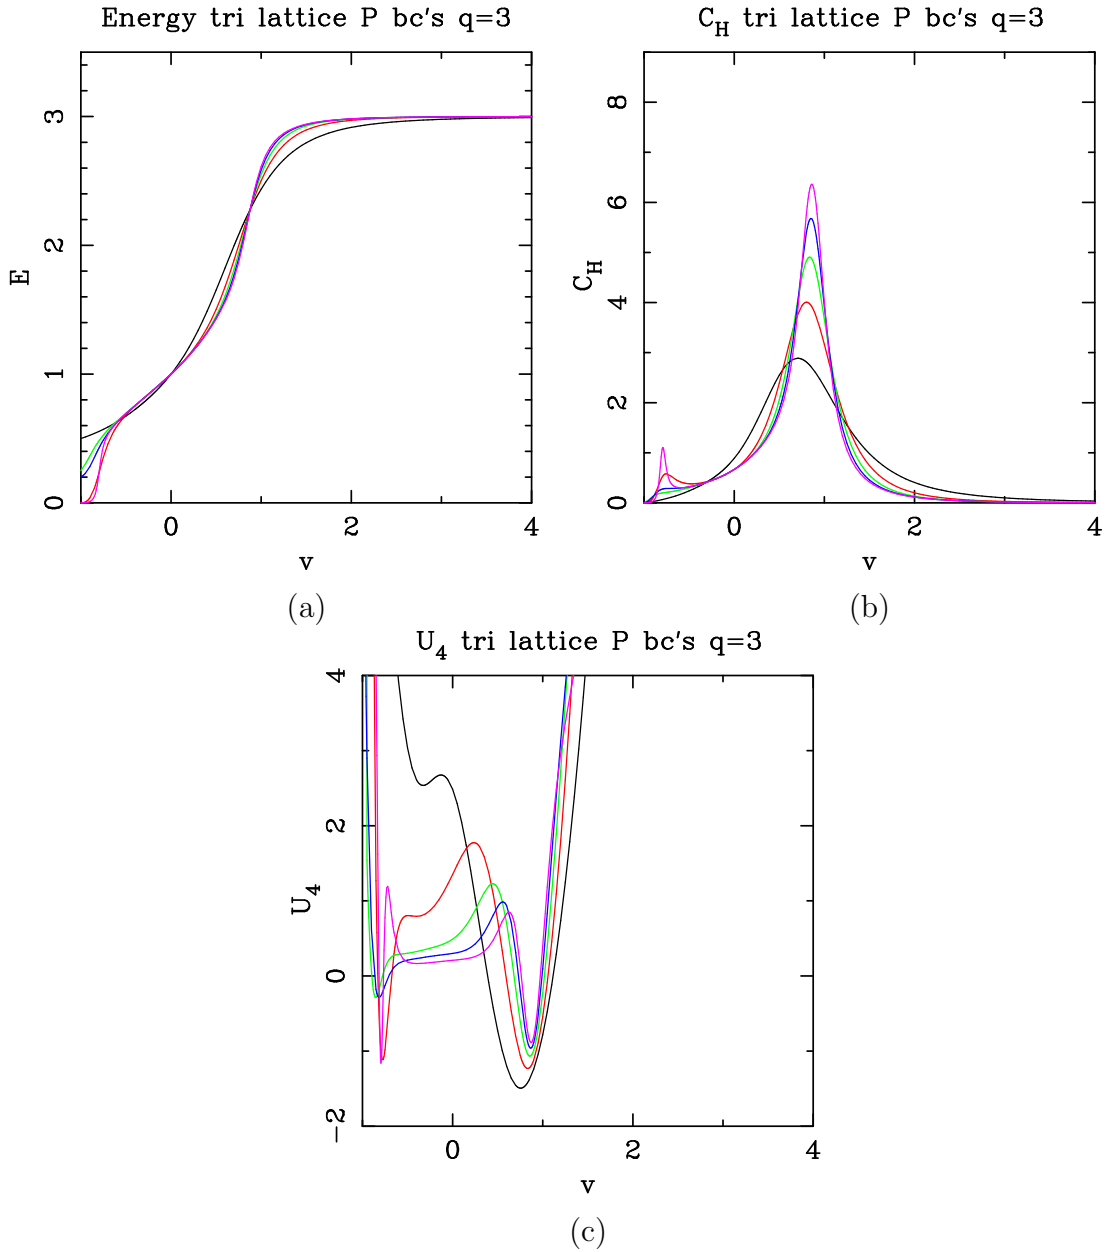 Energy tri lattice P bc's q=3
E
3
2
1
0
0 2 4
v
(a)
C_H tri lattice P bc's q=3
C_H
8
6
4
2
0
0 2 4
v
(b)
U_4 tri lattice P bc's q=3
U_4
4
2
0
−2
0 2 4
v
(c)